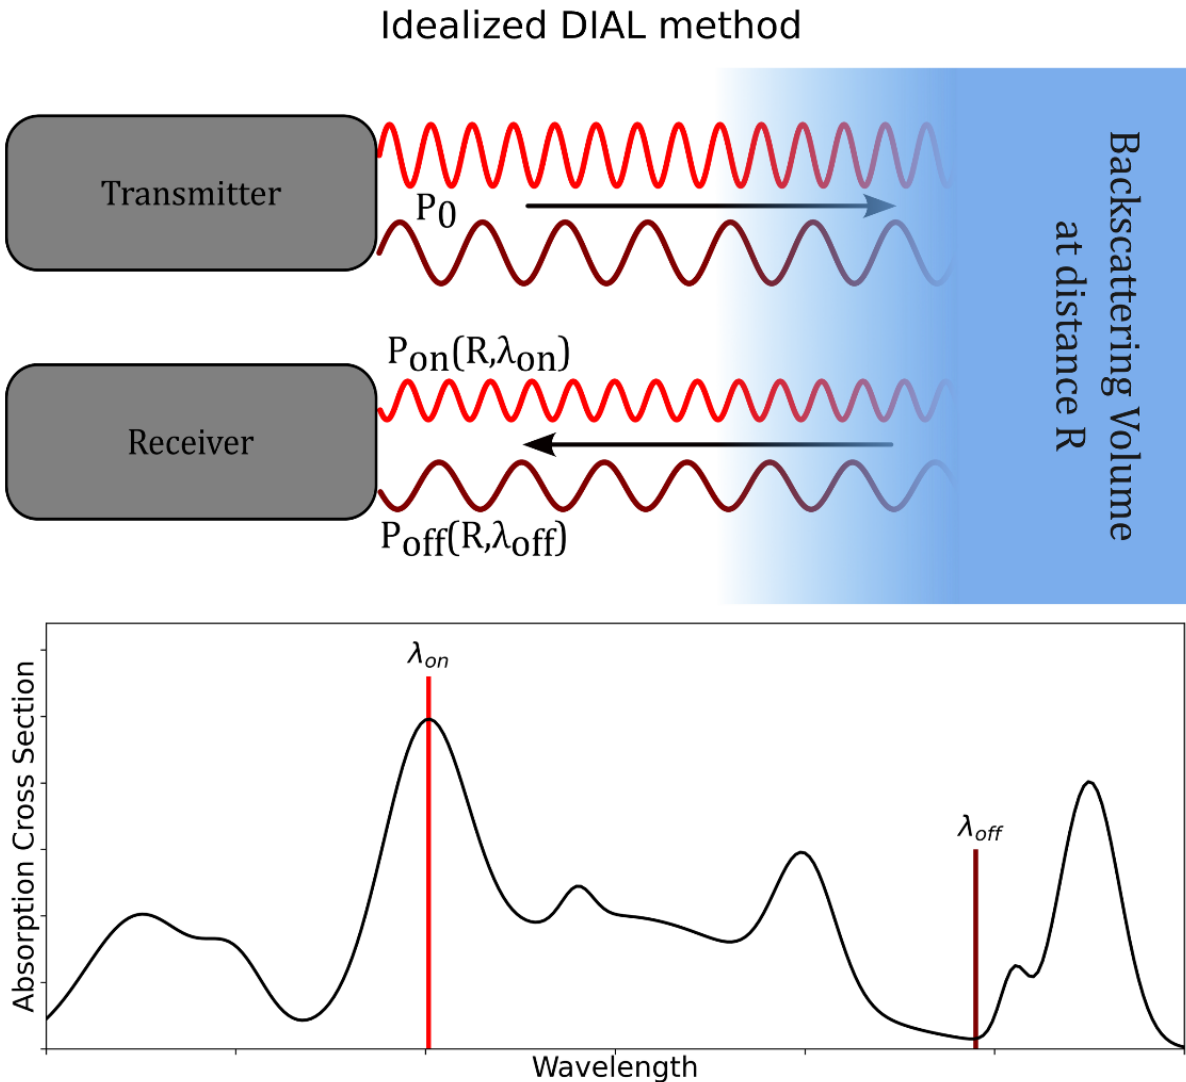 Idealized DIAL method
Transmitter
P0
Backscattering Volume
at distance R
Pon(R,λon)
Receiver
Poff(R,λoff)
λon
λoff
Absorption Cross Section
Wavelength